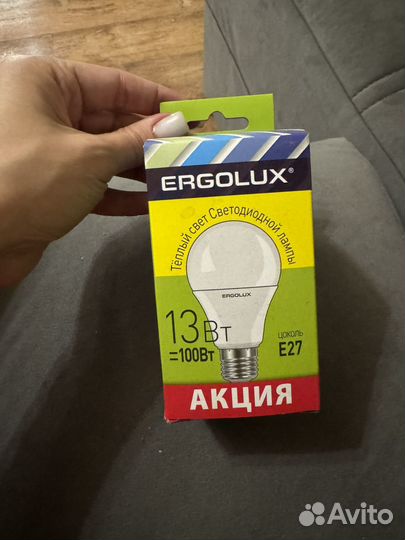 ERGOLUX®
Тёплый свет Светодиодной лампы
ERGOLUX
13Вт
=100Вт
цоколь
E27
АКЦИЯ
Avito